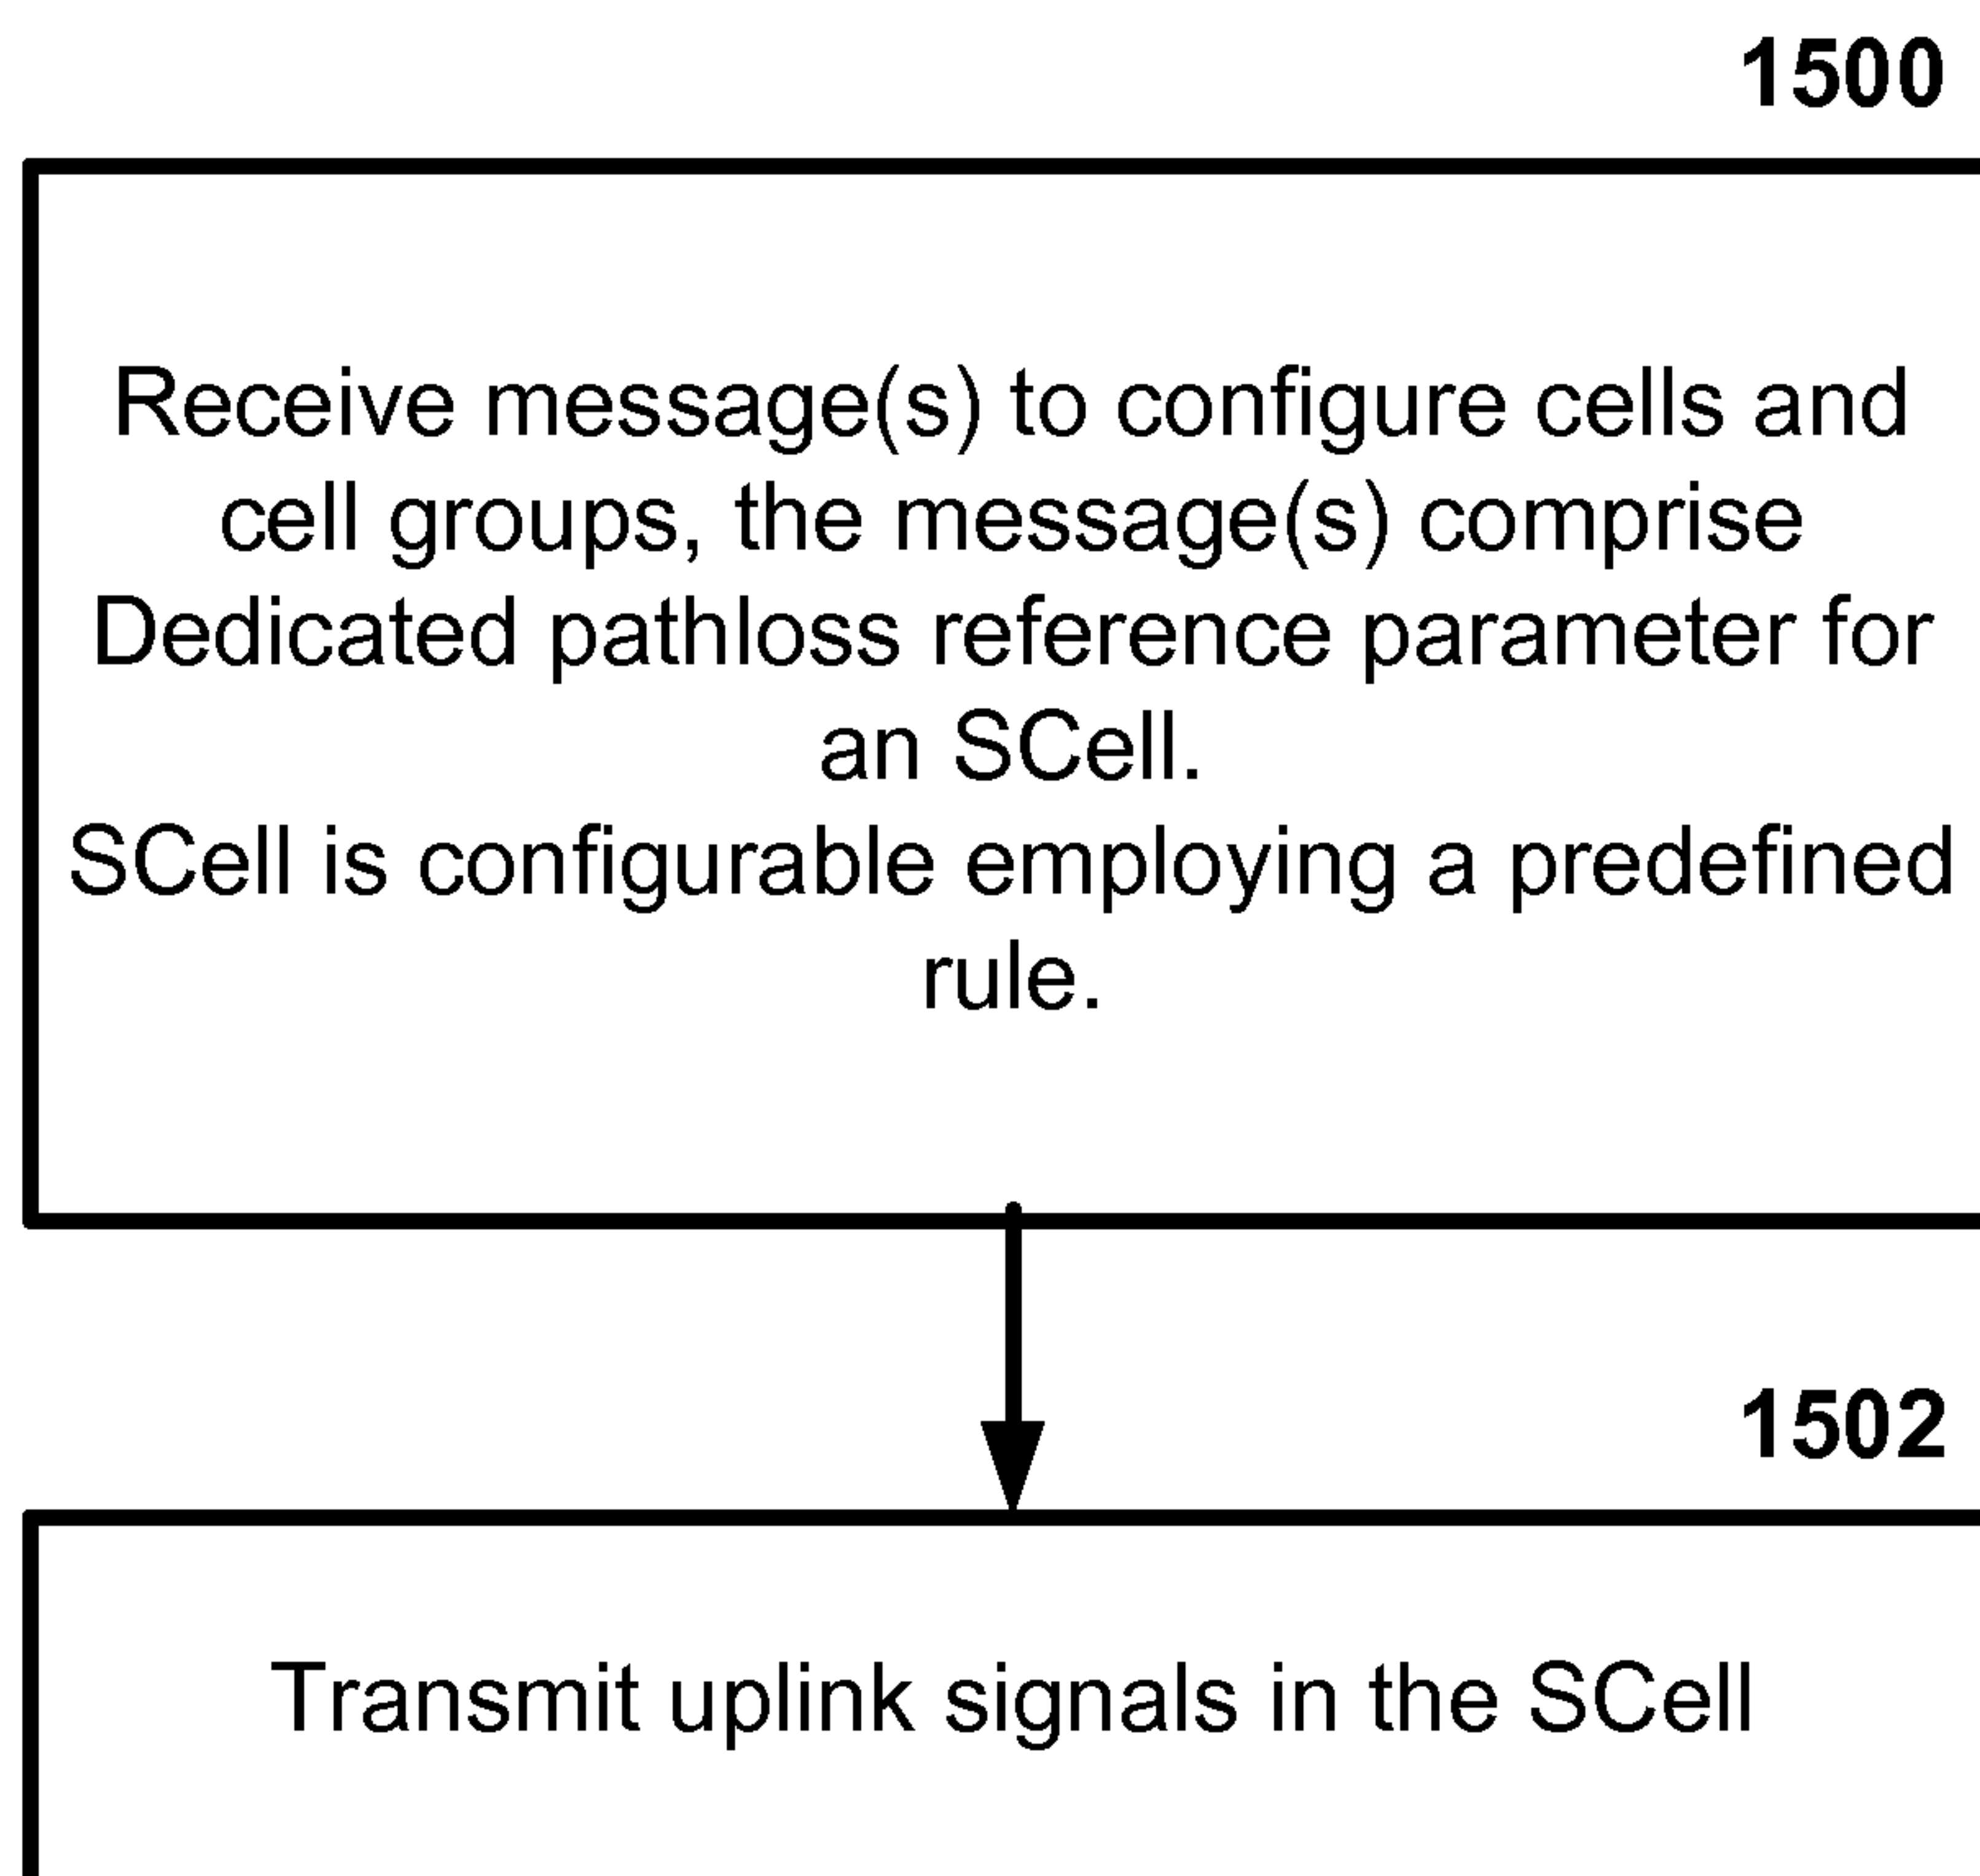 1500
Receive message(s) to configure cells and
cell groups, the message(s) comprise
Dedicated pathloss reference parameter for
an SCell.
SCell is configurable employing a predefined
rule.
1502
Transmit uplink signals in the SCell